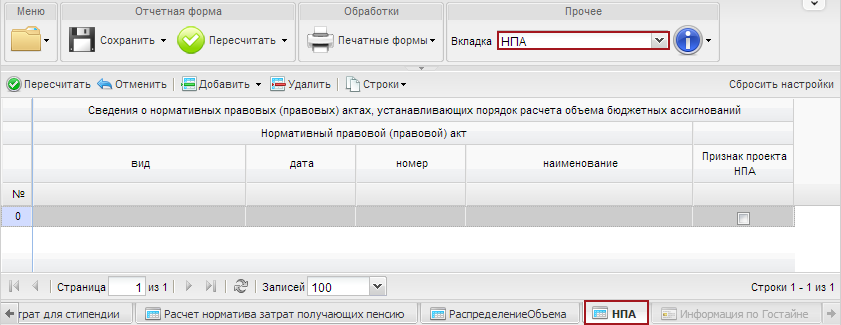 Меню Отчетная форма Обработки Прочее
Сохранить Пересчитать Печатные формы Вкладка НПА
Пересчитать Отменить Добавить Удалить Строки Сбросить настройки
Сведения о нормативных правовых (правовых) актах, устанавливающих порядок расчета объема бюджетных ассигнований
Нормативный правовой (правовой) акт
вид дата номер наименование Признак проекта
НПА
№
0
Страница 1 из 1 Записей 100 Строки 1 - 1 из 1
для стипендии Расчет норматива затрат получающих пенсию РаспределениеОбъема НПА Информация по Гостайне